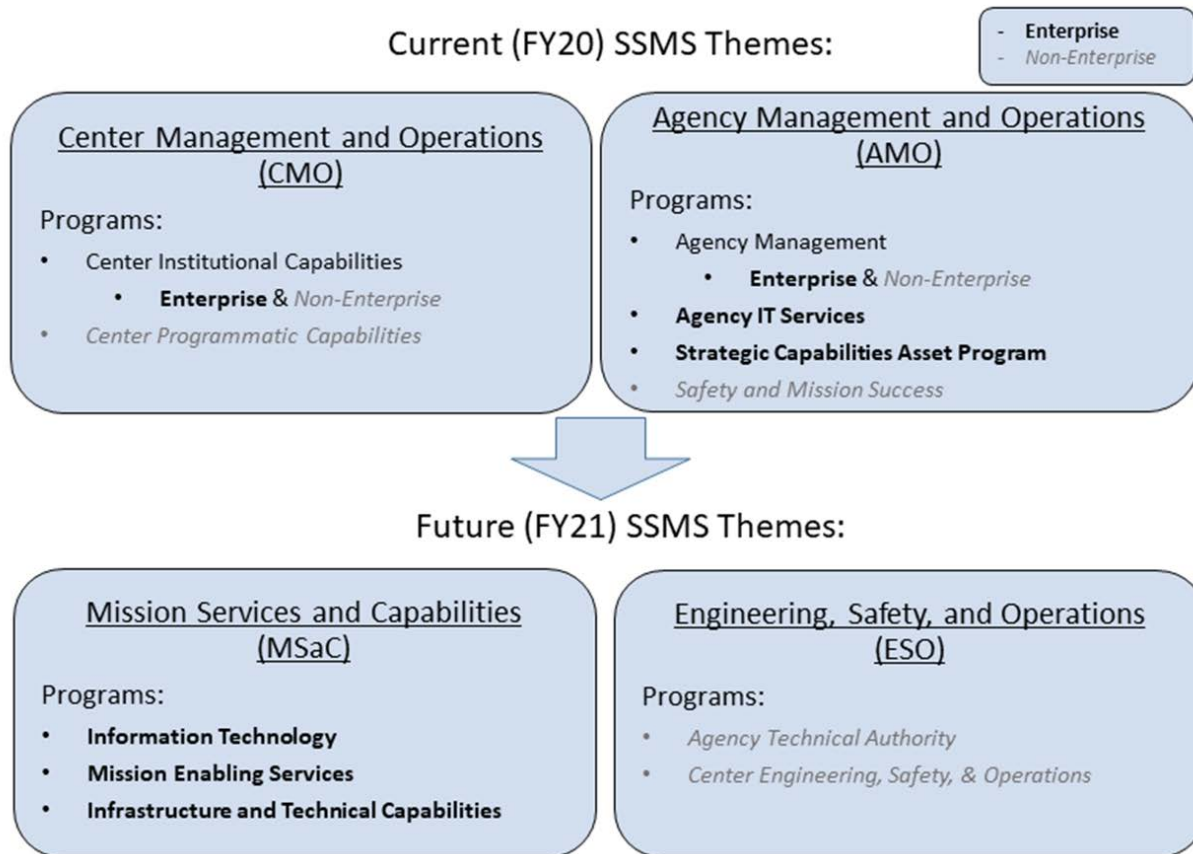 Current (FY20) SSMS Themes:
- Enterprise
- Non-Enterprise
Center Management and Operations
(CMO)
Programs:
• Center Institutional Capabilities
• Enterprise & Non-Enterprise
• Center Programmatic Capabilities
Agency Management and Operations
(AMO)
Programs:
• Agency Management
• Enterprise & Non-Enterprise
• Agency IT Services
• Strategic Capabilities Asset Program
• Safety and Mission Success
Future (FY21) SSMS Themes:
Mission Services and Capabilities
(MSaC)
Programs:
• Information Technology
• Mission Enabling Services
• Infrastructure and Technical Capabilities
Engineering, Safety, and Operations
(ESO)
Programs:
• Agency Technical Authority
• Center Engineering, Safety, & Operations